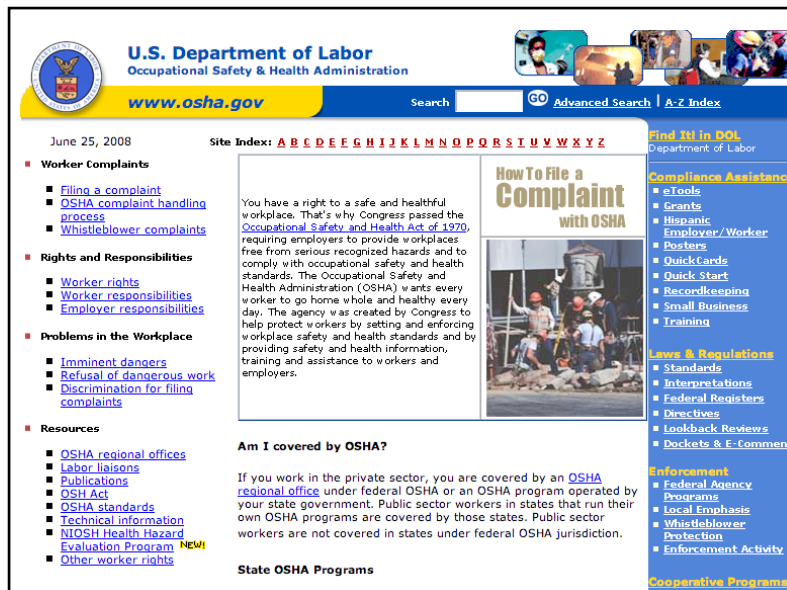 U.S. Department of Labor
Occupational Safety & Health Administration
www.osha.gov
Search GO Advanced Search | A-Z Index
June 25, 2008
Site Index: A B C D E F G H I J K L M N O P Q R S T U V W X Y Z
Worker Complaints
Filing a complaint
OSHA complaint handling
process
Whistleblower complaints
Rights and Responsibilities
Worker rights
Worker responsibilities
Employer responsibilities
Problems in the Workplace
Imminent dangers
Refusal of dangerous work
Discrimination for filing
complaints
Resources
OSHA regional offices
Labor liaisons
Publications
OSH Act
OSHA standards
Technical information
NIOSH Health Hazard
Evaluation Program NEW!
Other worker rights
You have a right to a safe and healthful
workplace. That's why Congress passed the
Occupational Safety and Health Act of 1970,
requiring employers to provide workplaces
free from serious recognized hazards and to
comply with occupational safety and health
standards. The Occupational Safety and
Health Administration (OSHA) wants every
worker to go home whole and healthy every
day. The agency was created by Congress to
help protect workers by setting and enforcing
workplace safety and health standards and by
providing safety and health information,
training and assistance to workers and
employers.
How To File a
Complaint
with OSHA
Am I covered by OSHA?
If you work in the private sector, you are covered by an OSHA
regional office under federal OSHA or an OSHA program operated by
your state government. Public sector workers in states that run their
own OSHA programs are covered by those states. Public sector
workers are not covered in states under federal OSHA jurisdiction.
State OSHA Programs
Find It! in DOL
Department of Labor
Compliance Assistanc
eTools
Grants
Hispanic
Employer/Worker
Posters
QuickCards
Quick Start
Recordkeeping
Small Business
Training
Laws & Regulations
Standards
Interpretations
Federal Registers
Directives
Lookback Reviews
Dockets & E-Commen
Enforcement
Federal Agency
Programs
Local Emphasis
Whistleblower
Protection
Enforcement Activity
Cooperative Programs